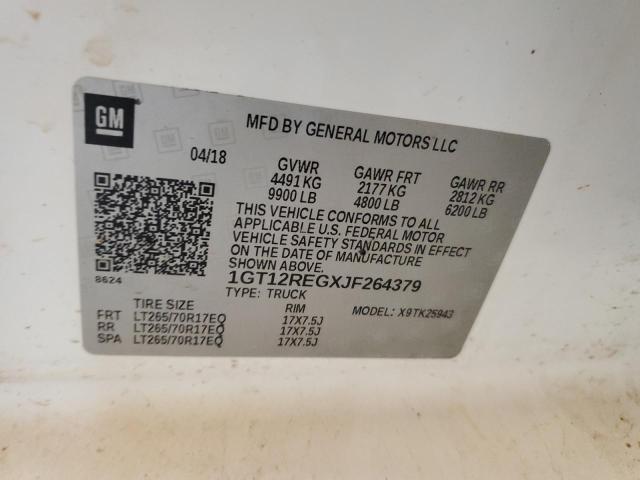 GM
MFD BY GENERAL MOTORS LLC
04/18 GVWR GAWR FRT GAWR RR
4491 KG 2177 KG 2812 KG
9900 LB 4800 LB 6200 LB
THIS VEHICLE CONFORMS TO ALL
APPLICABLE U.S. FEDERAL MOTOR
VEHICLE SAFETY STANDARDS IN EFFECT
ON THE DATE OF MANUFACTURE
SHOWN ABOVE.
8624
1GT12REGXJF264379
TYPE: TRUCK
MODEL: X9TK25943
TIRE SIZE RIM
FRT LT265/70R17EQ 17X7.5J
RR LT265/70R17EQ 17X7.5J
SPA LT265/70R17EQ 17X7.5J